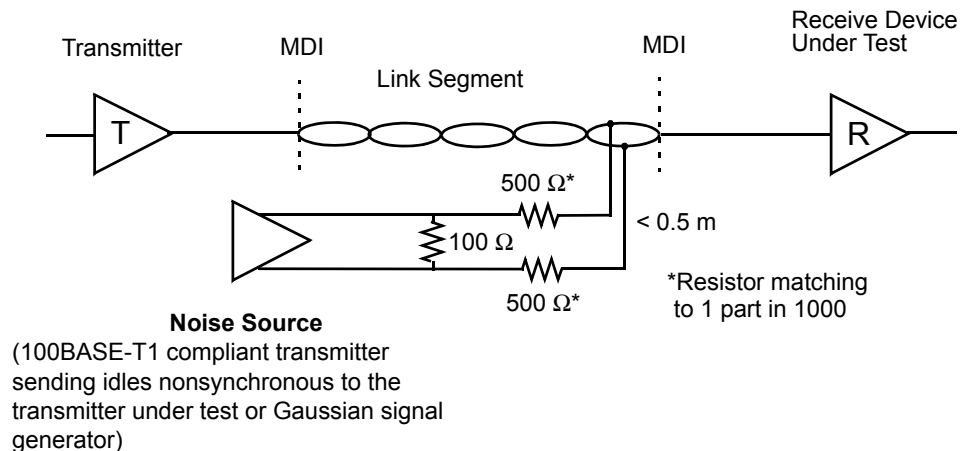 Transmitter
MDI
Link Segment
MDI
Receive Device
Under Test
T
R
500 Ω*
100 Ω
500 Ω*
< 0.5 m
*Resistor matching
to 1 part in 1000
Noise Source
(100BASE-T1 compliant transmitter
sending idles nonsynchronous to the
transmitter under test or Gaussian signal
generator)